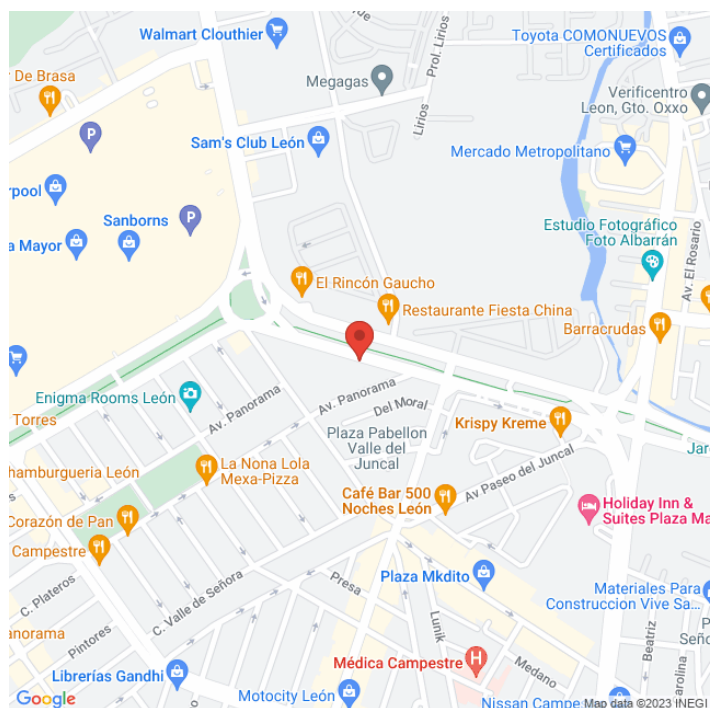 Walmart Clouthier
Toyota COMONUEVOS
Certificados
Prol. Lirios
Megagas
Verificentro
Leon, Gto. Oxxo
De Brasa
Lirios
Sam's Club León
Mercado Metropolitano
P
rpool
Sanborns
P
a Mayor
Estudio Fotográfico
Foto Albarrán
Av. El Rosario
El Rincón Gaucho
Restaurante Fiesta China
Barracrudas
Enigma Rooms León
Torres
Av. Panorama
Av. Panorama
Del Moral
Krispy Kreme
Plaza Pabellon
Valle del
Juncal
Jar
hamburgueria León
La Nona Lola
Mexa-Pizza
Av Paseo del Juncal
Café Bar 500
Noches León
Holiday Inn &
Suites Plaza Ma
Corazón de Pan
Campestre
C. Plateros
C. Valle de Señora
Presa
Plaza Mkdito
Materiales Para
Construccion Vive Sa...
Pintores
anorama
Lunik
Beatriz
P
Seño
Médica Campestre
H
Medano
Librerías Gandhi
Motocity León
Nissan Campe
arolina
Google
Map data ©2023 INEGI